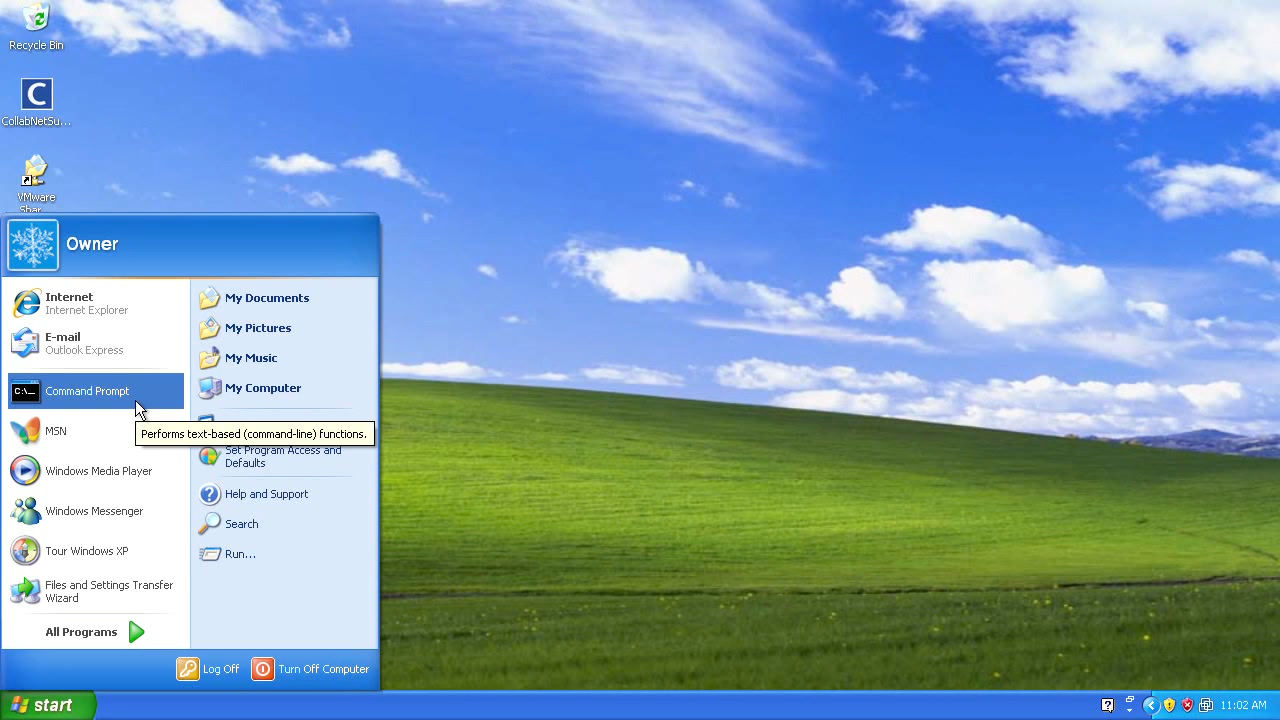 Recycle Bin
C
CollabNetSu...
VMware
Shar
Owner
Internet
Internet Explorer
E-mail
Outlook Express
C:\_
Command Prompt
MSN
Windows Media Player
Windows Messenger
Tour Windows XP
Files and Settings Transfer
Wizard
All Programs
My Documents
My Pictures
My Music
My Computer
Performs text-based (command-line) functions.
Set Program Access and
Defaults
Help and Support
Search
Run...
Log Off
Turn Off Computer
start
11:02 AM